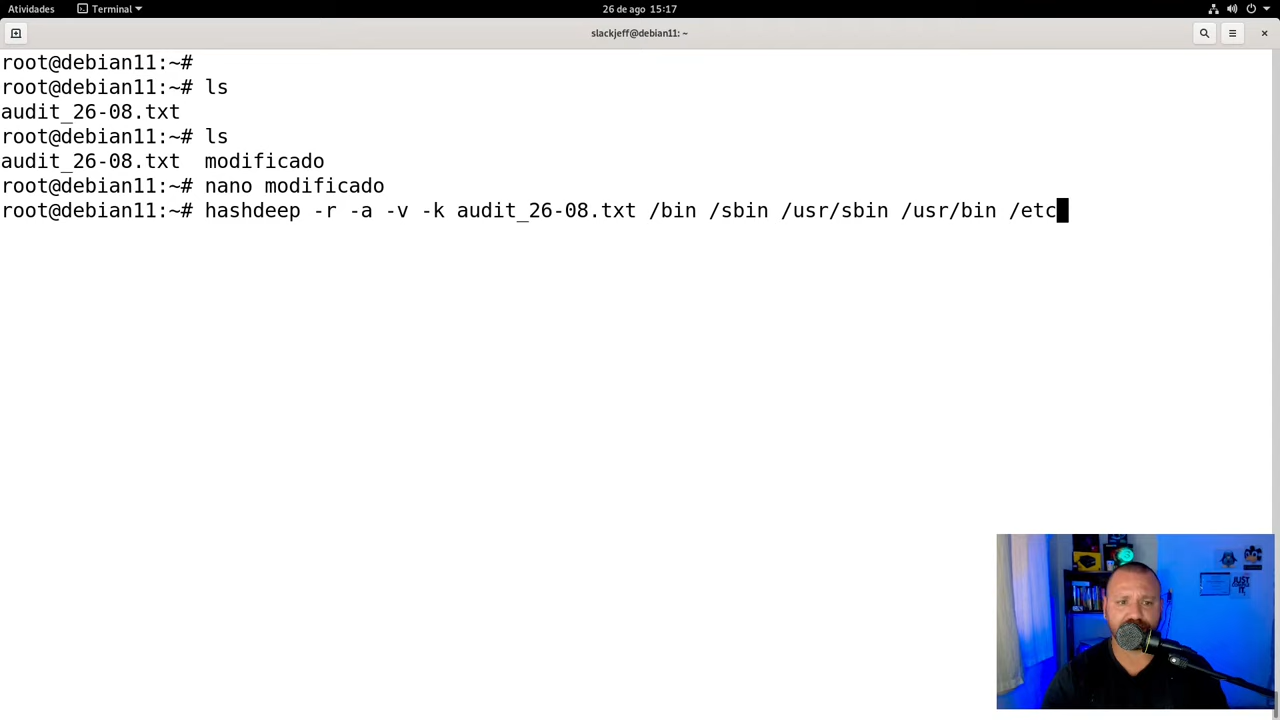 Atividades Terminal 26 de ago 15:17
slackjeff@debian11: ~
root@debian11:~#
root@debian11:~# ls
audit_26-08.txt
root@debian11:~# ls
audit_26-08.txt  modificado
root@debian11:~# nano modificado
root@debian11:~# hashdeep -r -a -v -k audit_26-08.txt /bin /sbin /usr/sbin /usr/bin /etc